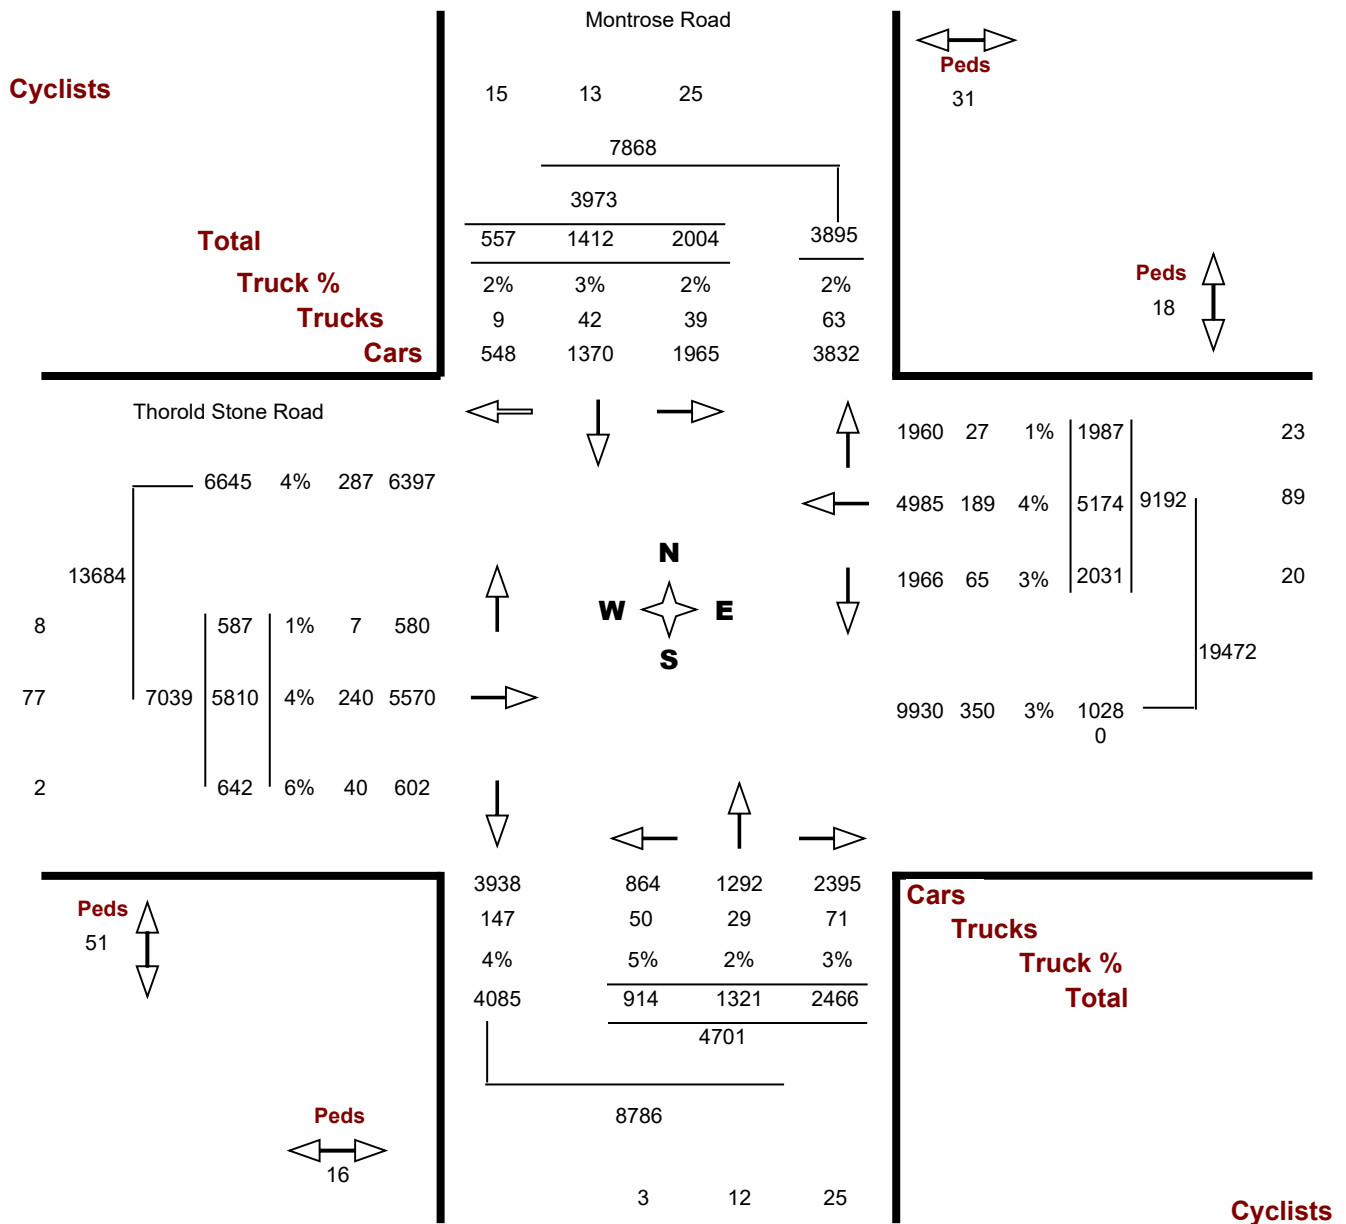 Montrose Road
Peds
31
Cyclists
15 13 25
7868
3973
Total 557 1412 2004 3895
Truck % 2% 3% 2% 2%
Trucks 9 42 39 63
Cars 548 1370 1965 3832
Peds
18
Thorold Stone Road
1960 27 1% 1987 23
6645 4% 287 6397
4985 189 4% 5174 9192 89
N
13684
1966 65 3% 2031 20
W E
S
8 587 1% 7 580
19472
77 7039 5810 4% 240 5570
9930 350 3% 1028
0
2 642 6% 40 602
3938 864 1292 2395 Cars
Peds
51
147 50 29 71 Trucks
4% 5% 2% 3% Truck %
4085 914 1321 2466 Total
4701
8786
Peds
16
3 12 25
Cyclists